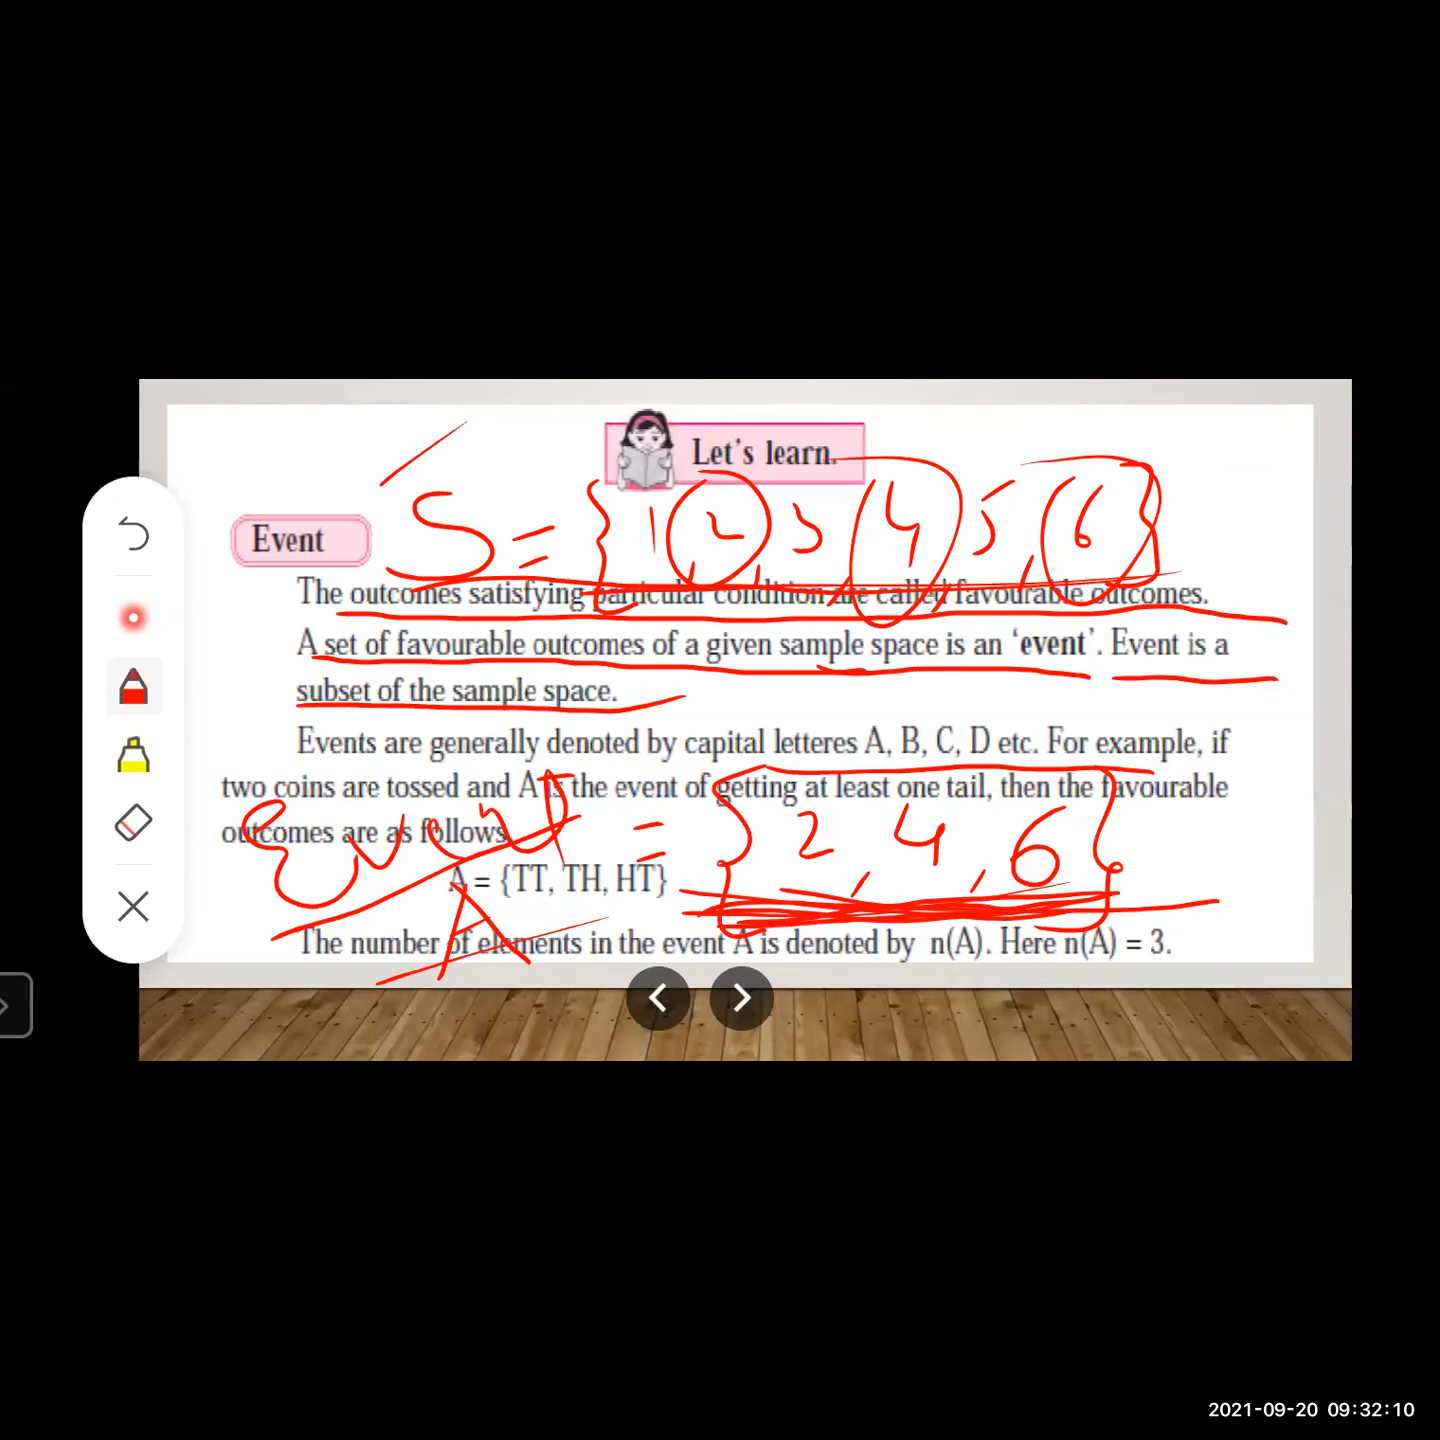 Let's learn.
S = {1, 2, 3, 4, 5, 6}
Event
The outcomes satisfying particular condition are called favourable outcomes.
A set of favourable outcomes of a given sample space is an ‘event’. Event is a
subset of the sample space.
Events are generally denoted by capital letteres A, B, C, D etc. For example, if
two coins are tossed and A is the event of getting at least one tail, then the favourable
outcomes are as follows
Event = {2, 4, 6}
A
A = {TT, TH, HT}
The number of elements in the event A is denoted by n(A). Here n(A) = 3.
2021-09-20 09:32:10